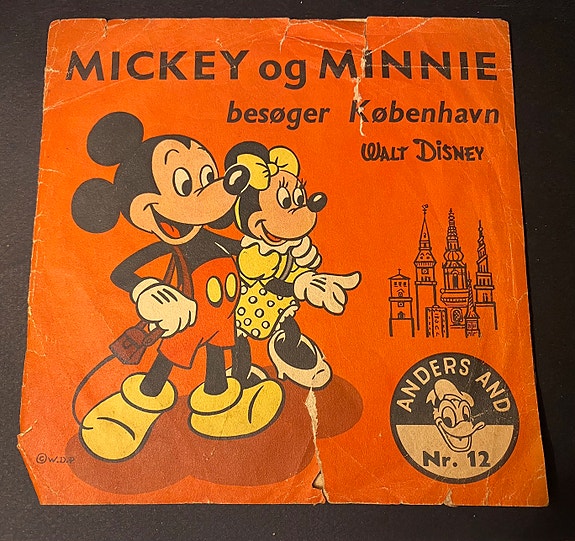 MICKEY og MINNIE
besøger København
WALT DISNEY
ANDERS AND
Nr. 12
©W.D.P.